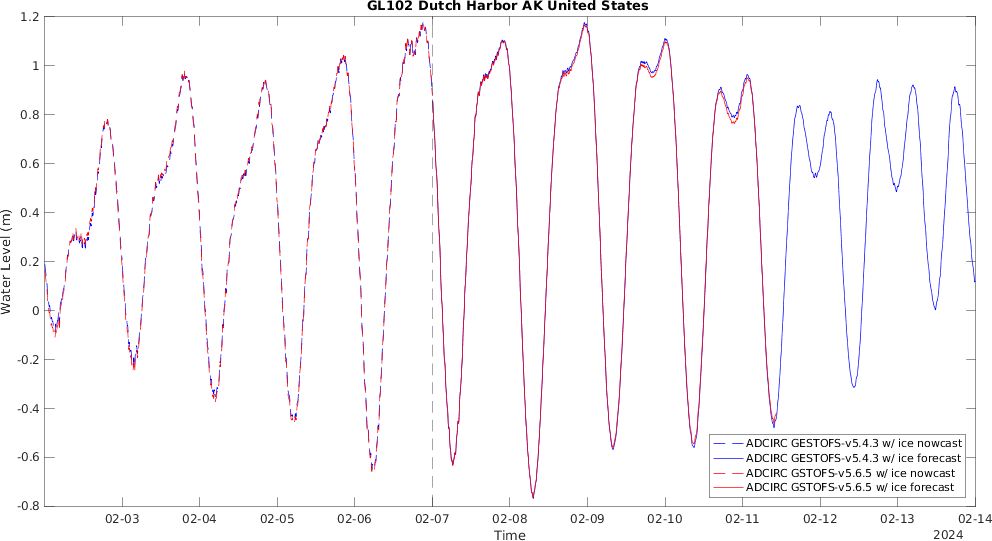 GL102 Dutch Harbor AK United States
Water Level (m)
1.2
1
0.8
0.6
0.4
0.2
0
-0.2
-0.4
-0.6
-0.8
ADCIRC GESTOFS-v5.4.3 w/ ice nowcast
ADCIRC GESTOFS-v5.4.3 w/ ice forecast
ADCIRC GSTOFS-v5.6.5 w/ ice nowcast
ADCIRC GSTOFS-v5.6.5 w/ ice forecast
02-03 02-04 02-05 02-06 02-07 02-08 02-09 02-10 02-11 02-12 02-13 02-14
Time
2024